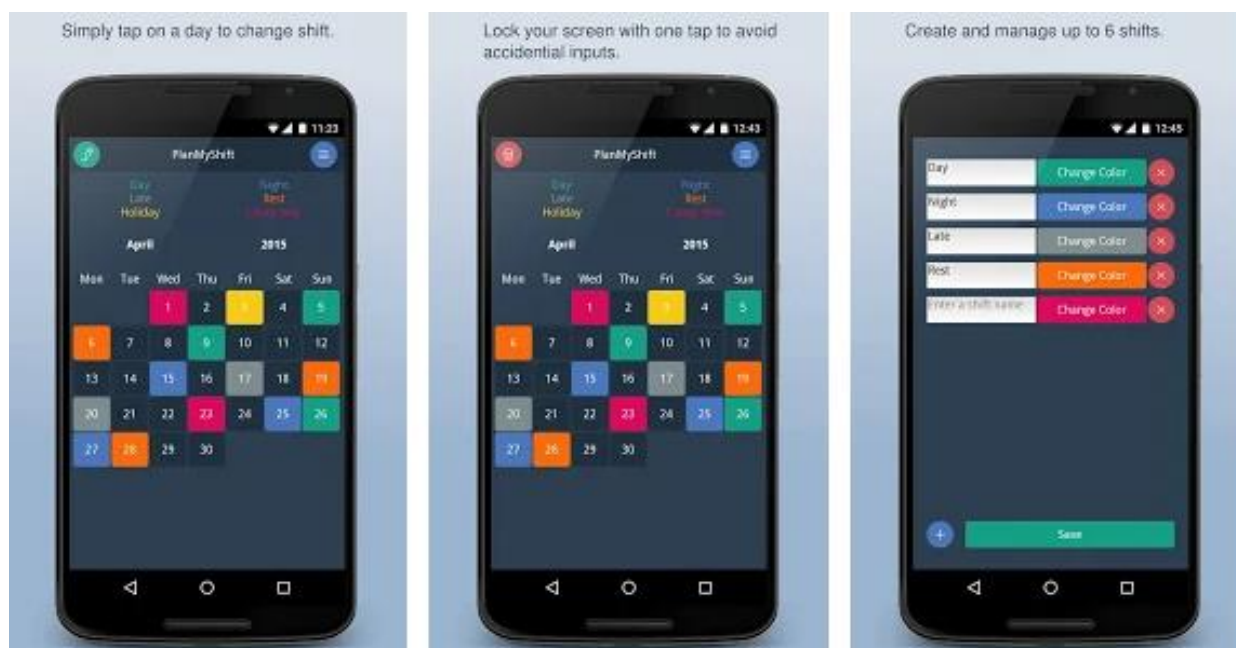 Simply tap on a day to change shift.
11:23
PlanMyShift
Day Night
Late Rest
Holiday
April 2015
Mon Tue Wed Thu Fri Sat Sun
1 2 3 4 5
6 7 8 9 10 11 12
13 14 15 16 17 18 19
20 21 22 23 24 25 26
27 28 29 30
Lock your screen with one tap to avoid
accidential inputs.
12:43
PlanMyShift
Day Night
Late Rest
Holiday
April 2015
Mon Tue Wed Thu Fri Sat Sun
1 2 3 4 5
6 7 8 9 10 11 12
13 14 15 16 17 18 19
20 21 22 23 24 25 26
27 28 29 30
Create and manage up to 6 shifts.
12:45
Day Change Color
Night Change Color
Late Change Color
Rest Change Color
Enter a shift name Change Color
Save